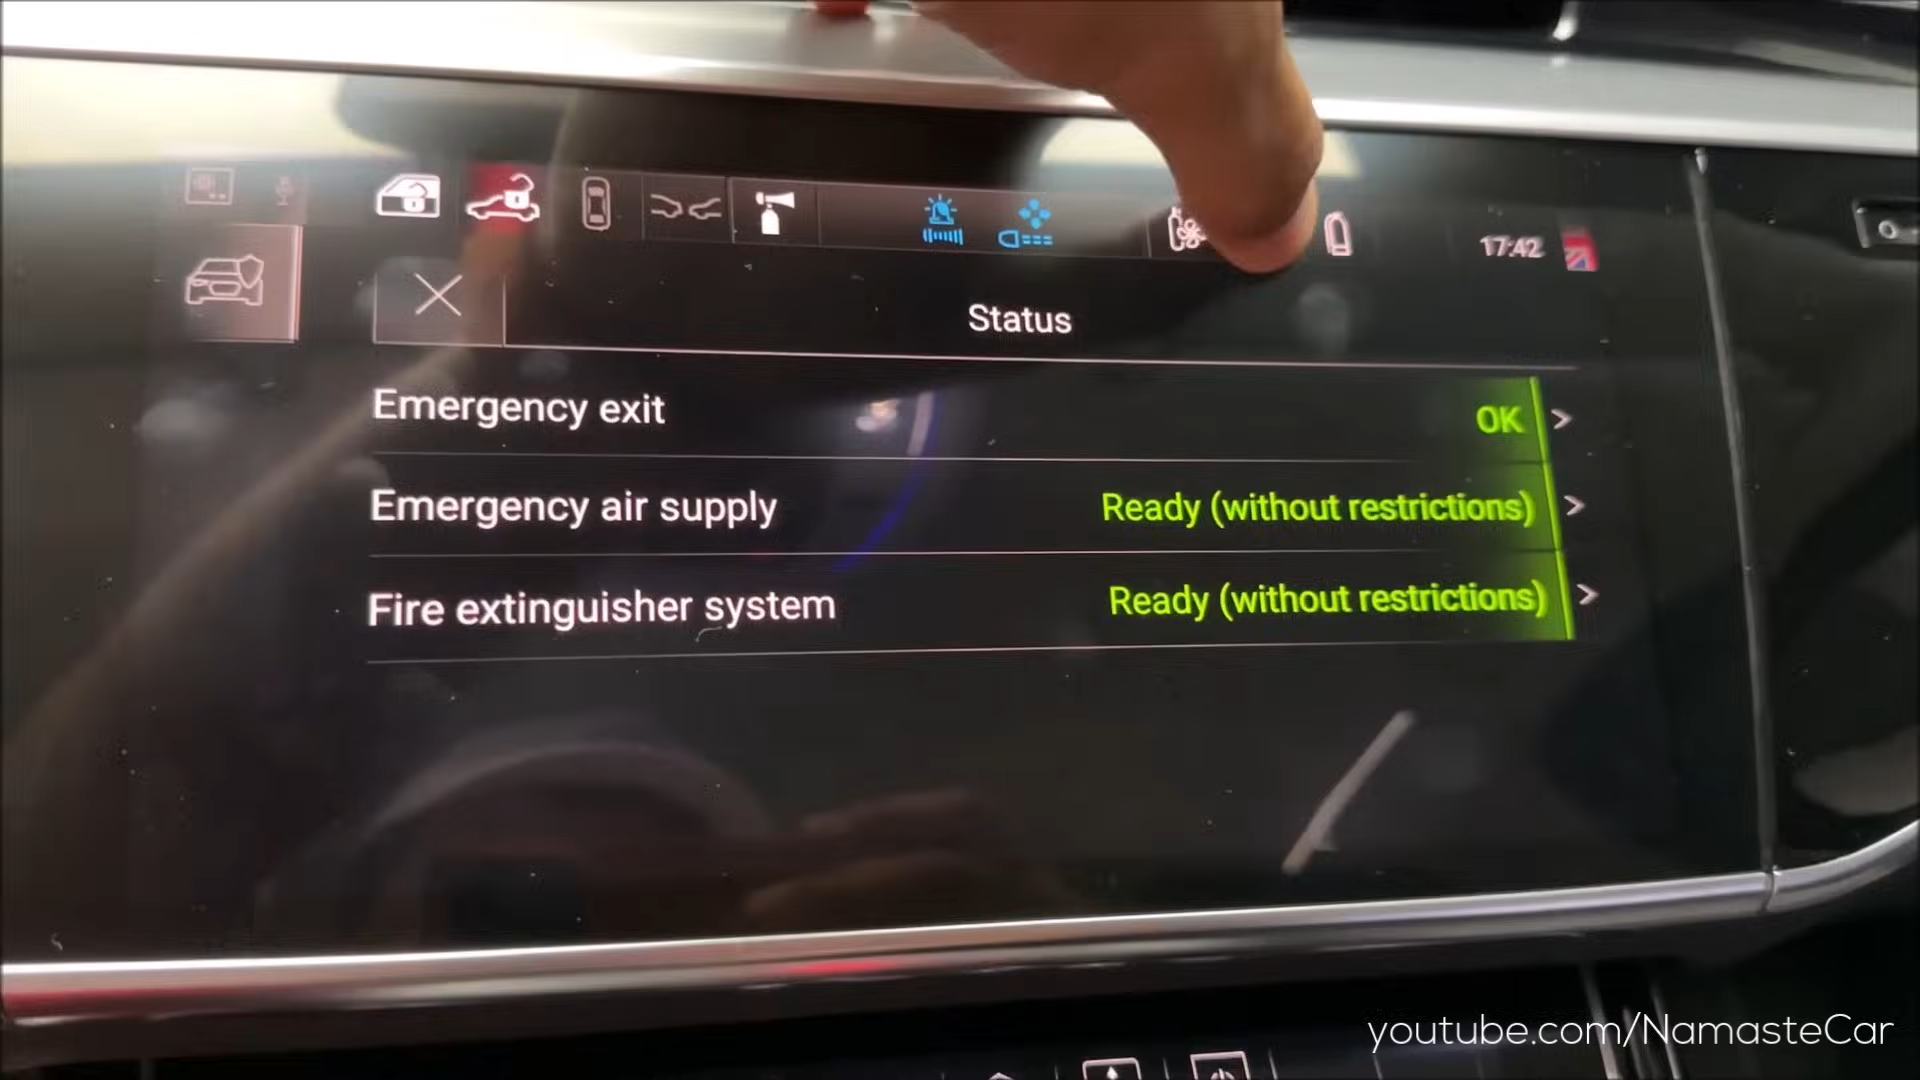 17:42
Status
Emergency exit OK >
Emergency air supply Ready (without restrictions) >
Fire extinguisher system Ready (without restrictions) >
youtube.com/NamasteCar